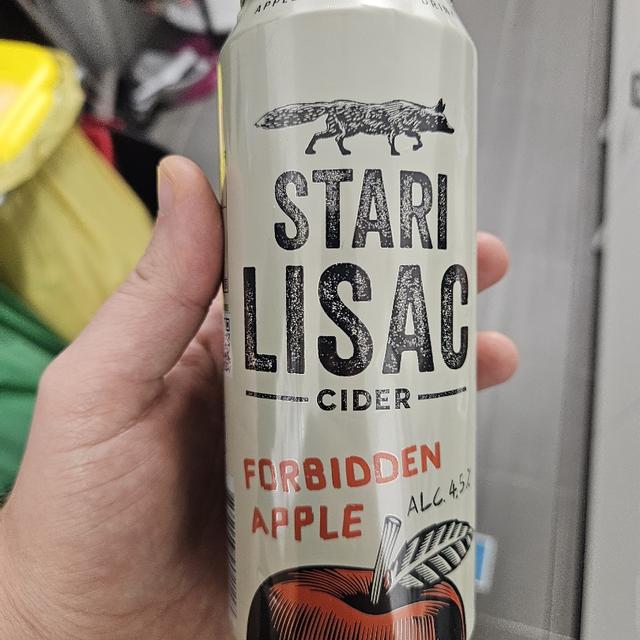 STARI
LISAC
CIDER
FORBIDDEN
APPLE
ALC. 4,5%